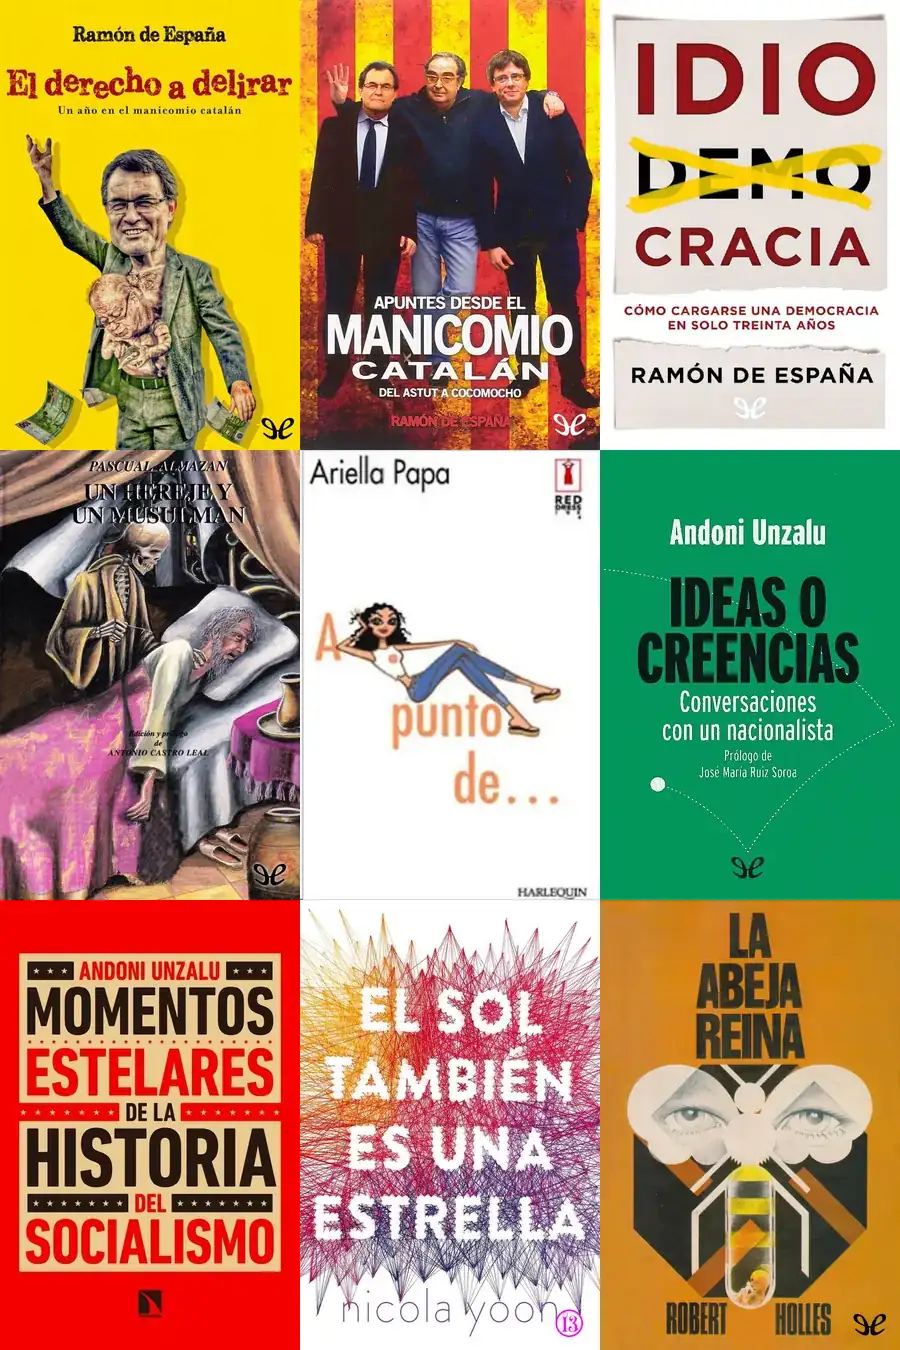 Ramón de España
El derecho a delirar
Un año en el manicomio catalán
APUNTES DESDE EL
MANICOMIO
CATALÁN
DEL ASTUT A COCOMOCHO
RAMÓN DE ESPAÑA
IDIO
DEMO
CRACIA
CÓMO CARGARSE UNA DEMOCRACIA
EN SOLO TREINTA AÑOS
RAMÓN DE ESPAÑA
PASCUAL ALMAZAN
UN HEREJE Y
UN MUSULMAN
Edición y prólogo
de
ANTONIO CASTRO LEAL
Ariella Papa
RED
DRESS
INK
A
punto
de...
HARLEQUIN
Andoni Unzalu
IDEAS O
CREENCIAS
Conversaciones
con un nacionalista
Prólogo de
José María Ruiz Soroa
ANDONI UNZALU
MOMENTOS
ESTELARES
DE LA
HISTORIA
DEL
SOCIALISMO
EL SOL
TAMBIÉN
ES UNA
ESTRELLA
nicola yoon
13
LA
ABEJA
REINA
ROBERT HOLLES